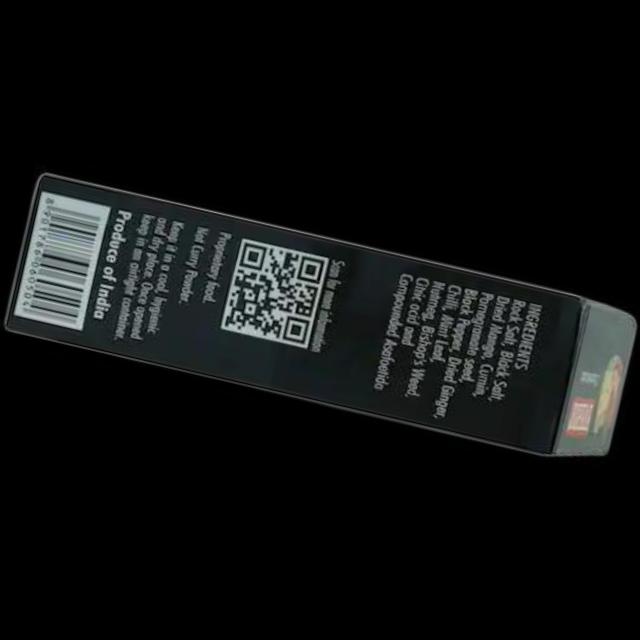 INGREDIENTS
Rock Salt, Black Salt,
Dried Mango, Cumin,
Pomegranate seed,
Black Pepper, Dried Ginger,
Chilli, Mint Leaf,
Nutmeg, Bishop's Weed,
Citric Acid and
Compounded Asafoetida
Scan for more information
Proprietary food.
Not Curry Powder.
Keep it in a cool, hygienic
and dry place. Once opened
keep in an airtight container.
Produce of India